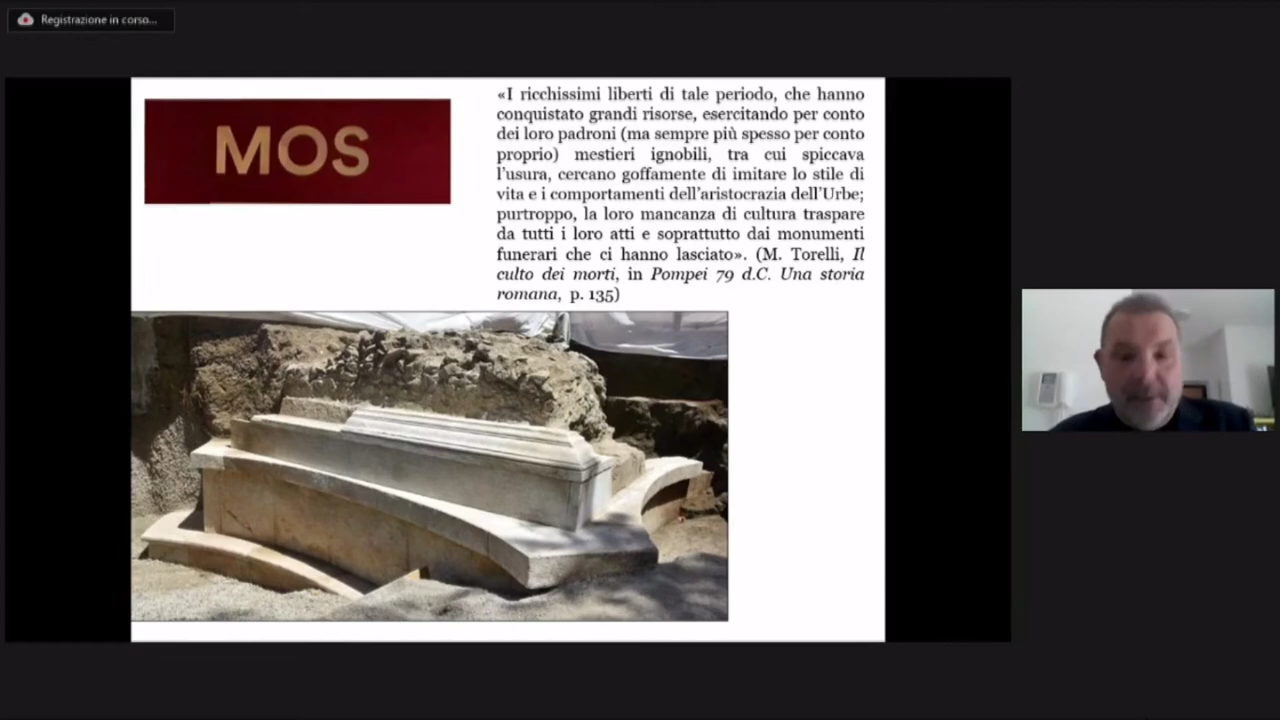 Registrazione in corso...
MOS
«I ricchissimi liberti di tale periodo, che hanno
conquistato grandi risorse, esercitando per conto
dei loro padroni (ma sempre più spesso per conto
proprio) mestieri ignobili, tra cui spiccava
l'usura, cercano goffamente di imitare lo stile di
vita e i comportamenti dell'aristocrazia dell'Urbe;
purtroppo, la loro mancanza di cultura traspare
da tutti i loro atti e soprattutto dai monumenti
funerari che ci hanno lasciato». (M. Torelli, Il
culto dei morti, in Pompei 79 d.C. Una storia
romana, p. 135)